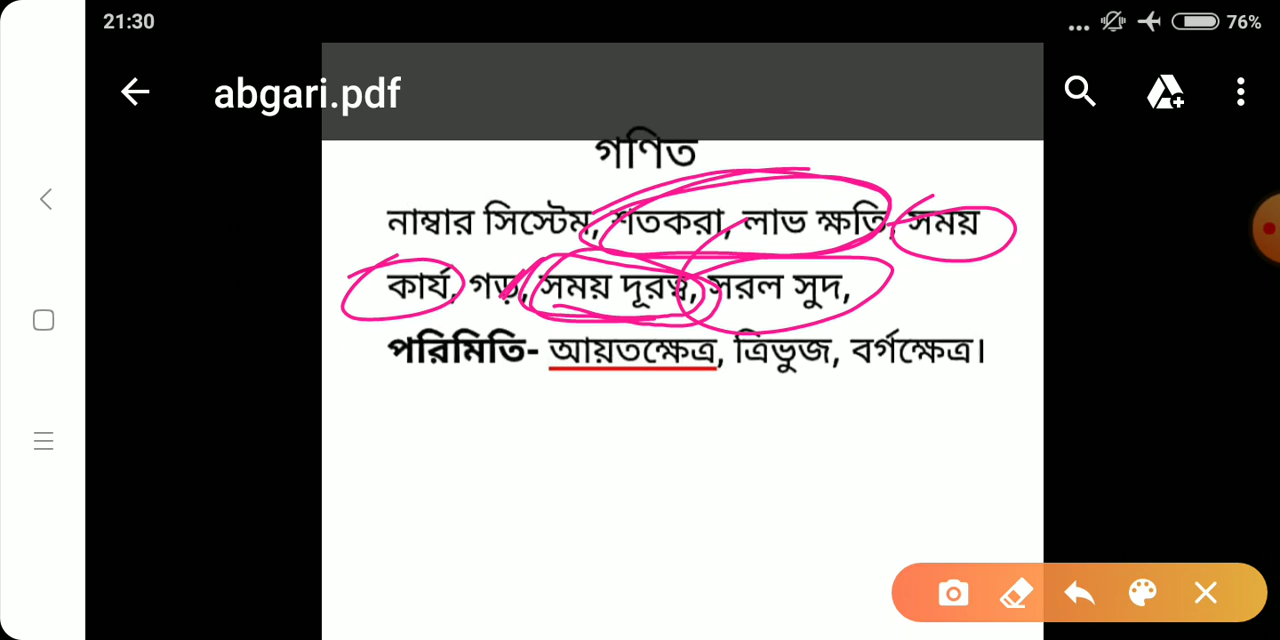 21:30
76%
abgari.pdf
গণিত
নাম্বার সিস্টেম, শতকরা, লাভ ক্ষতি, সময়
কার্য, গড়, সময় দূরত্ব, সরল সুদ,
পরিমিতি- আয়তক্ষেত্র, ত্রিভুজ, বর্গক্ষেত্র।